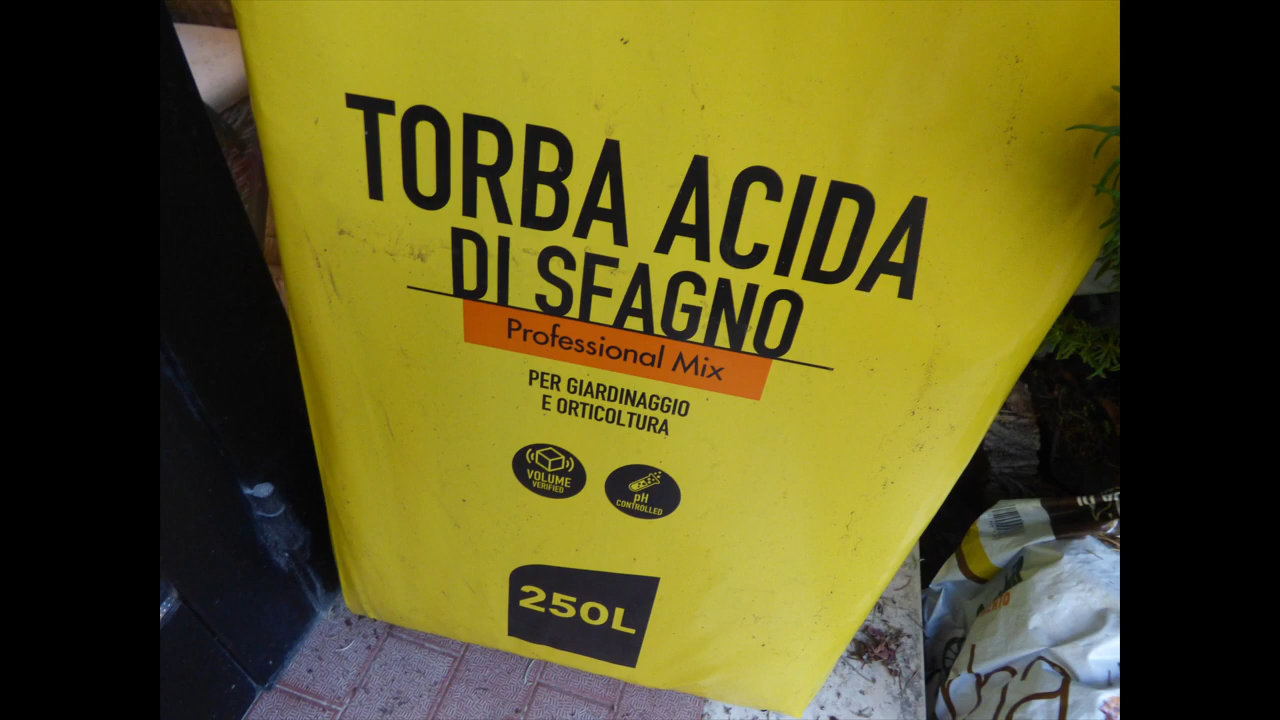 TORBA ACIDA
DI SFAGNO
Professional Mix
PER GIARDINAGGIO
E ORTICOLTURA
VOLUME
VERIFIED
pH
CONTROLLED
250L